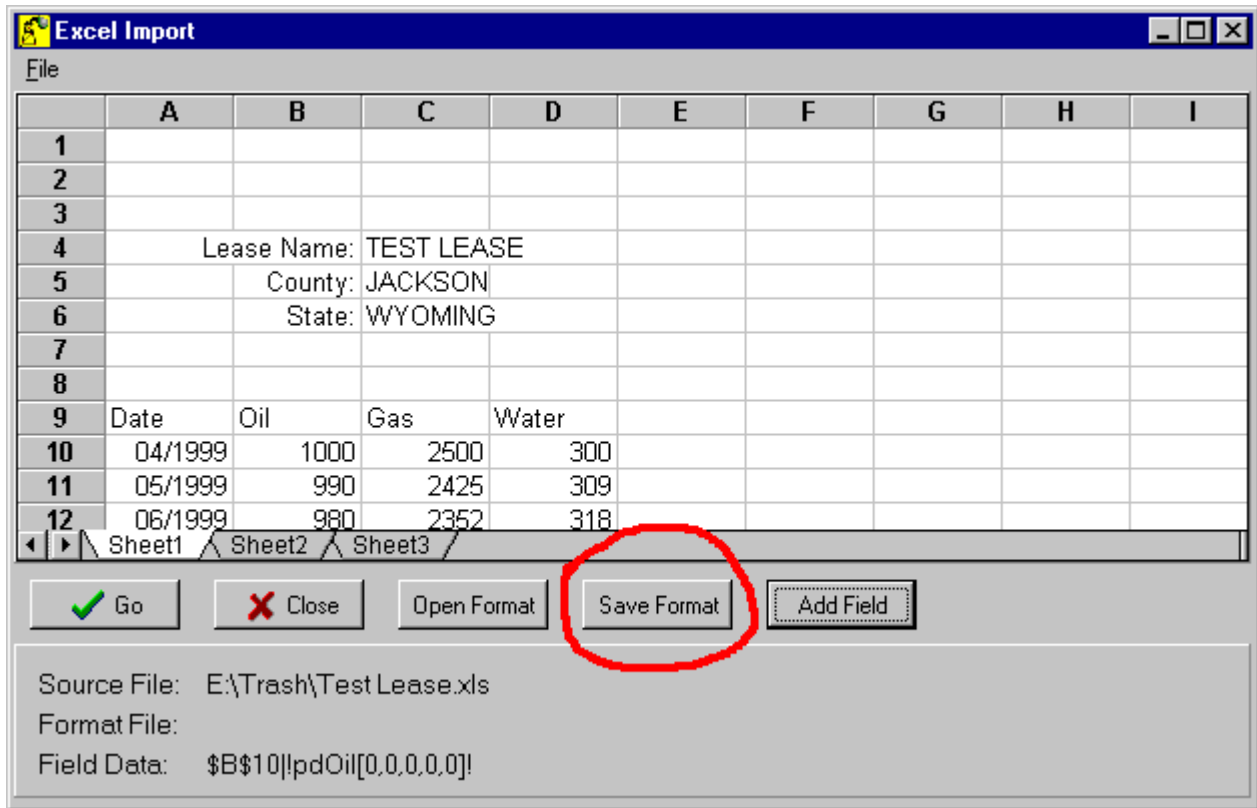 Excel Import
File
A B C D E F G H I
1
2
3
4 Lease Name: TEST LEASE
5 County: JACKSON
6 State: WYOMING
7
8
9 Date Oil Gas Water
10 04/1999 1000 2500 300
11 05/1999 990 2425 309
12 06/1999 980 2352 318
Sheet1 Sheet2 Sheet3
Go Close Open Format Save Format Add Field
Source File: E:\Trash\Test Lease.xls
Format File:
Field Data: $B$10|!pdOil[0,0,0,0,0]!